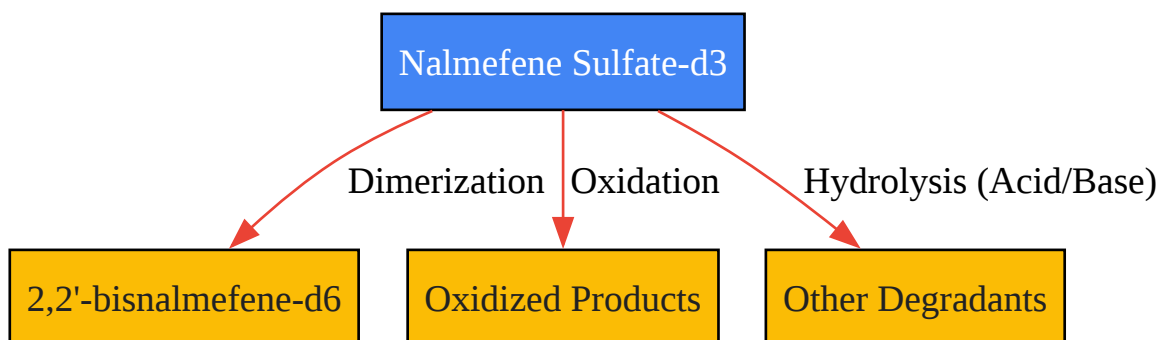 Nalmefene Sulfate-d3
Dimerization
Oxidation
Hydrolysis (Acid/Base)
2,2'-bisnalmefene-d6
Oxidized Products
Other Degradants